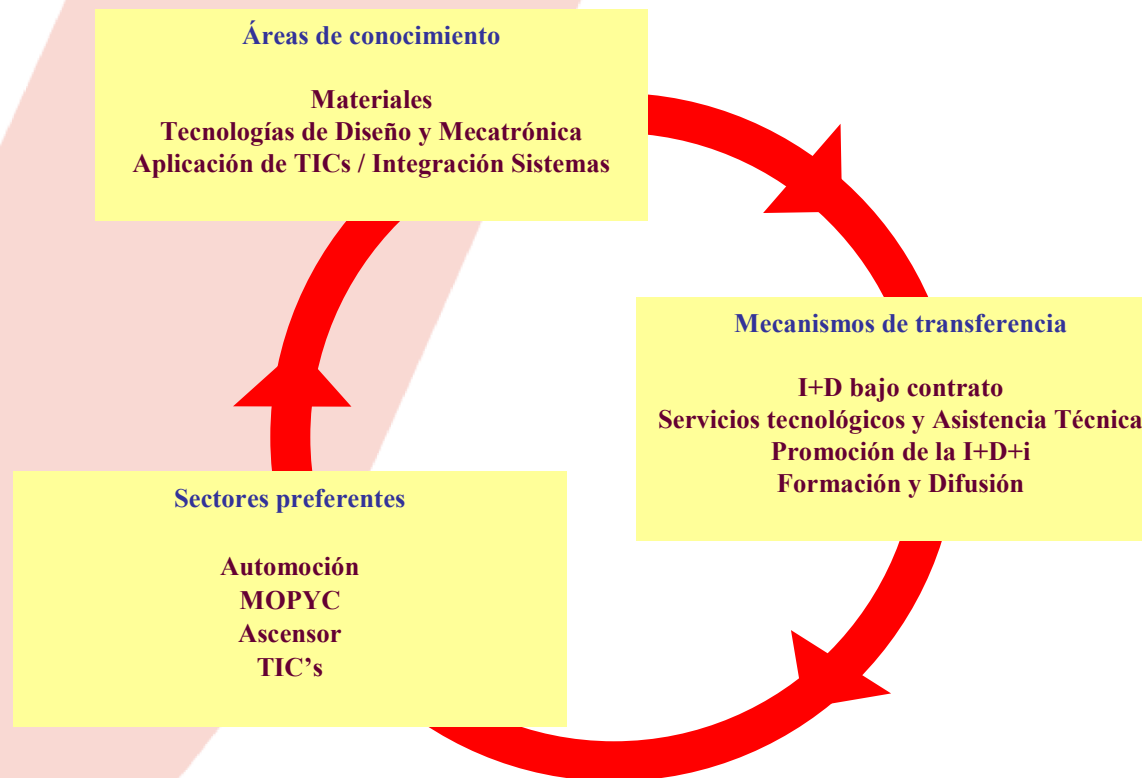 Áreas de conocimiento
Materiales
Tecnologías de Diseño y Mecatrónica
Aplicación de TICs / Integración Sistemas
Mecanismos de transferencia
I+D bajo contrato
Servicios tecnológicos y Asistencia Técnica
Promoción de la I+D+i
Formación y Difusión
Sectores preferentes
Automoción
MOPYC
Ascensor
TIC’s